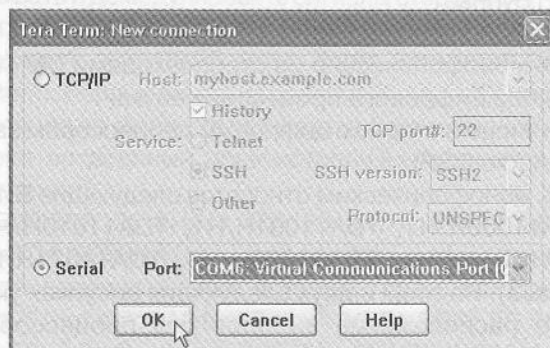 Tera Term: New connection
TCP/IP Host: myhost.example.com
History
Service: Telnet TCP port#: 22
SSH SSH version: SSH2
Other Protocol: UNSPEC
Serial Port: COM6: Virtual Communications Port (C
OK Cancel Help